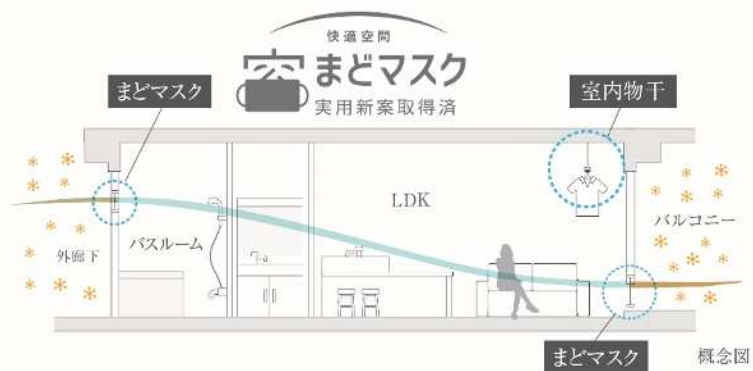 快適空間
まどマスク
実用新案取得済
まどマスク
室内物干
LDK
バルコニー
バスルーム
外廊下
まどマスク
概念図